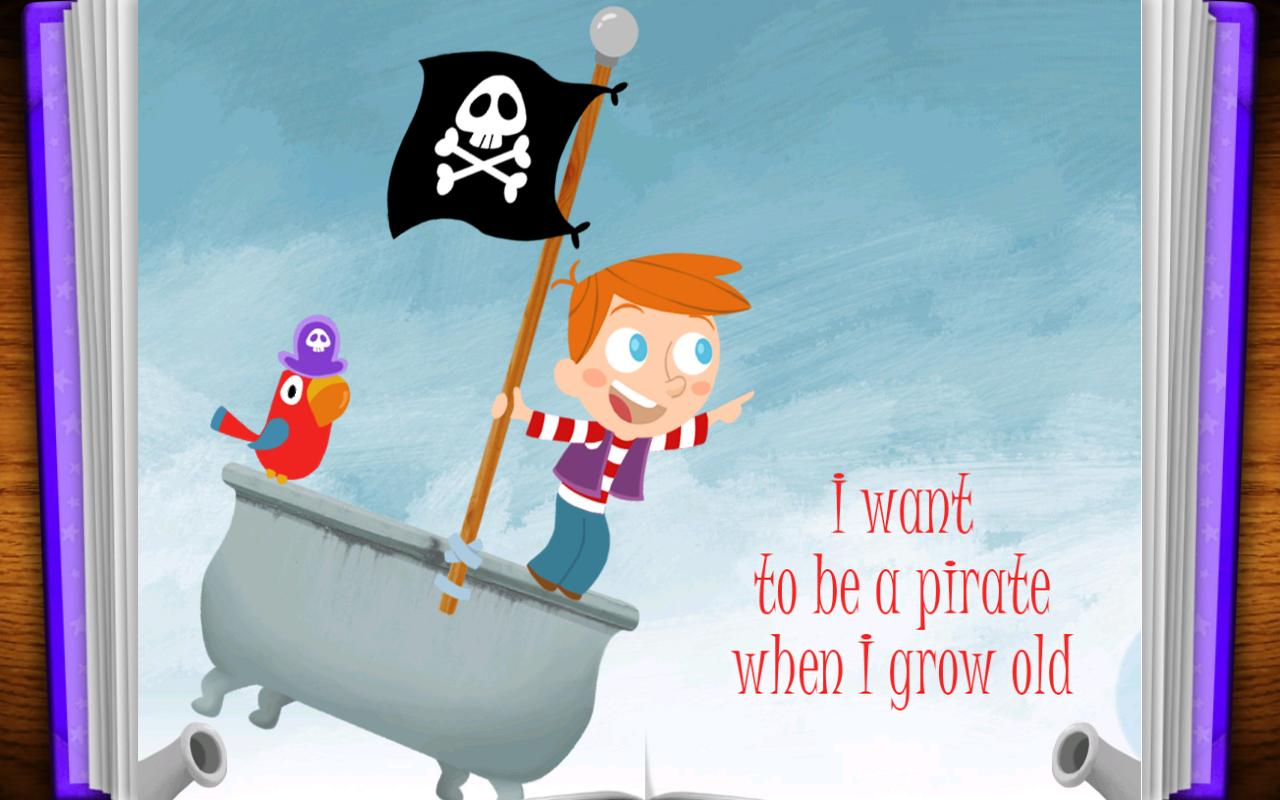 I want
to be a pirate
when I grow old